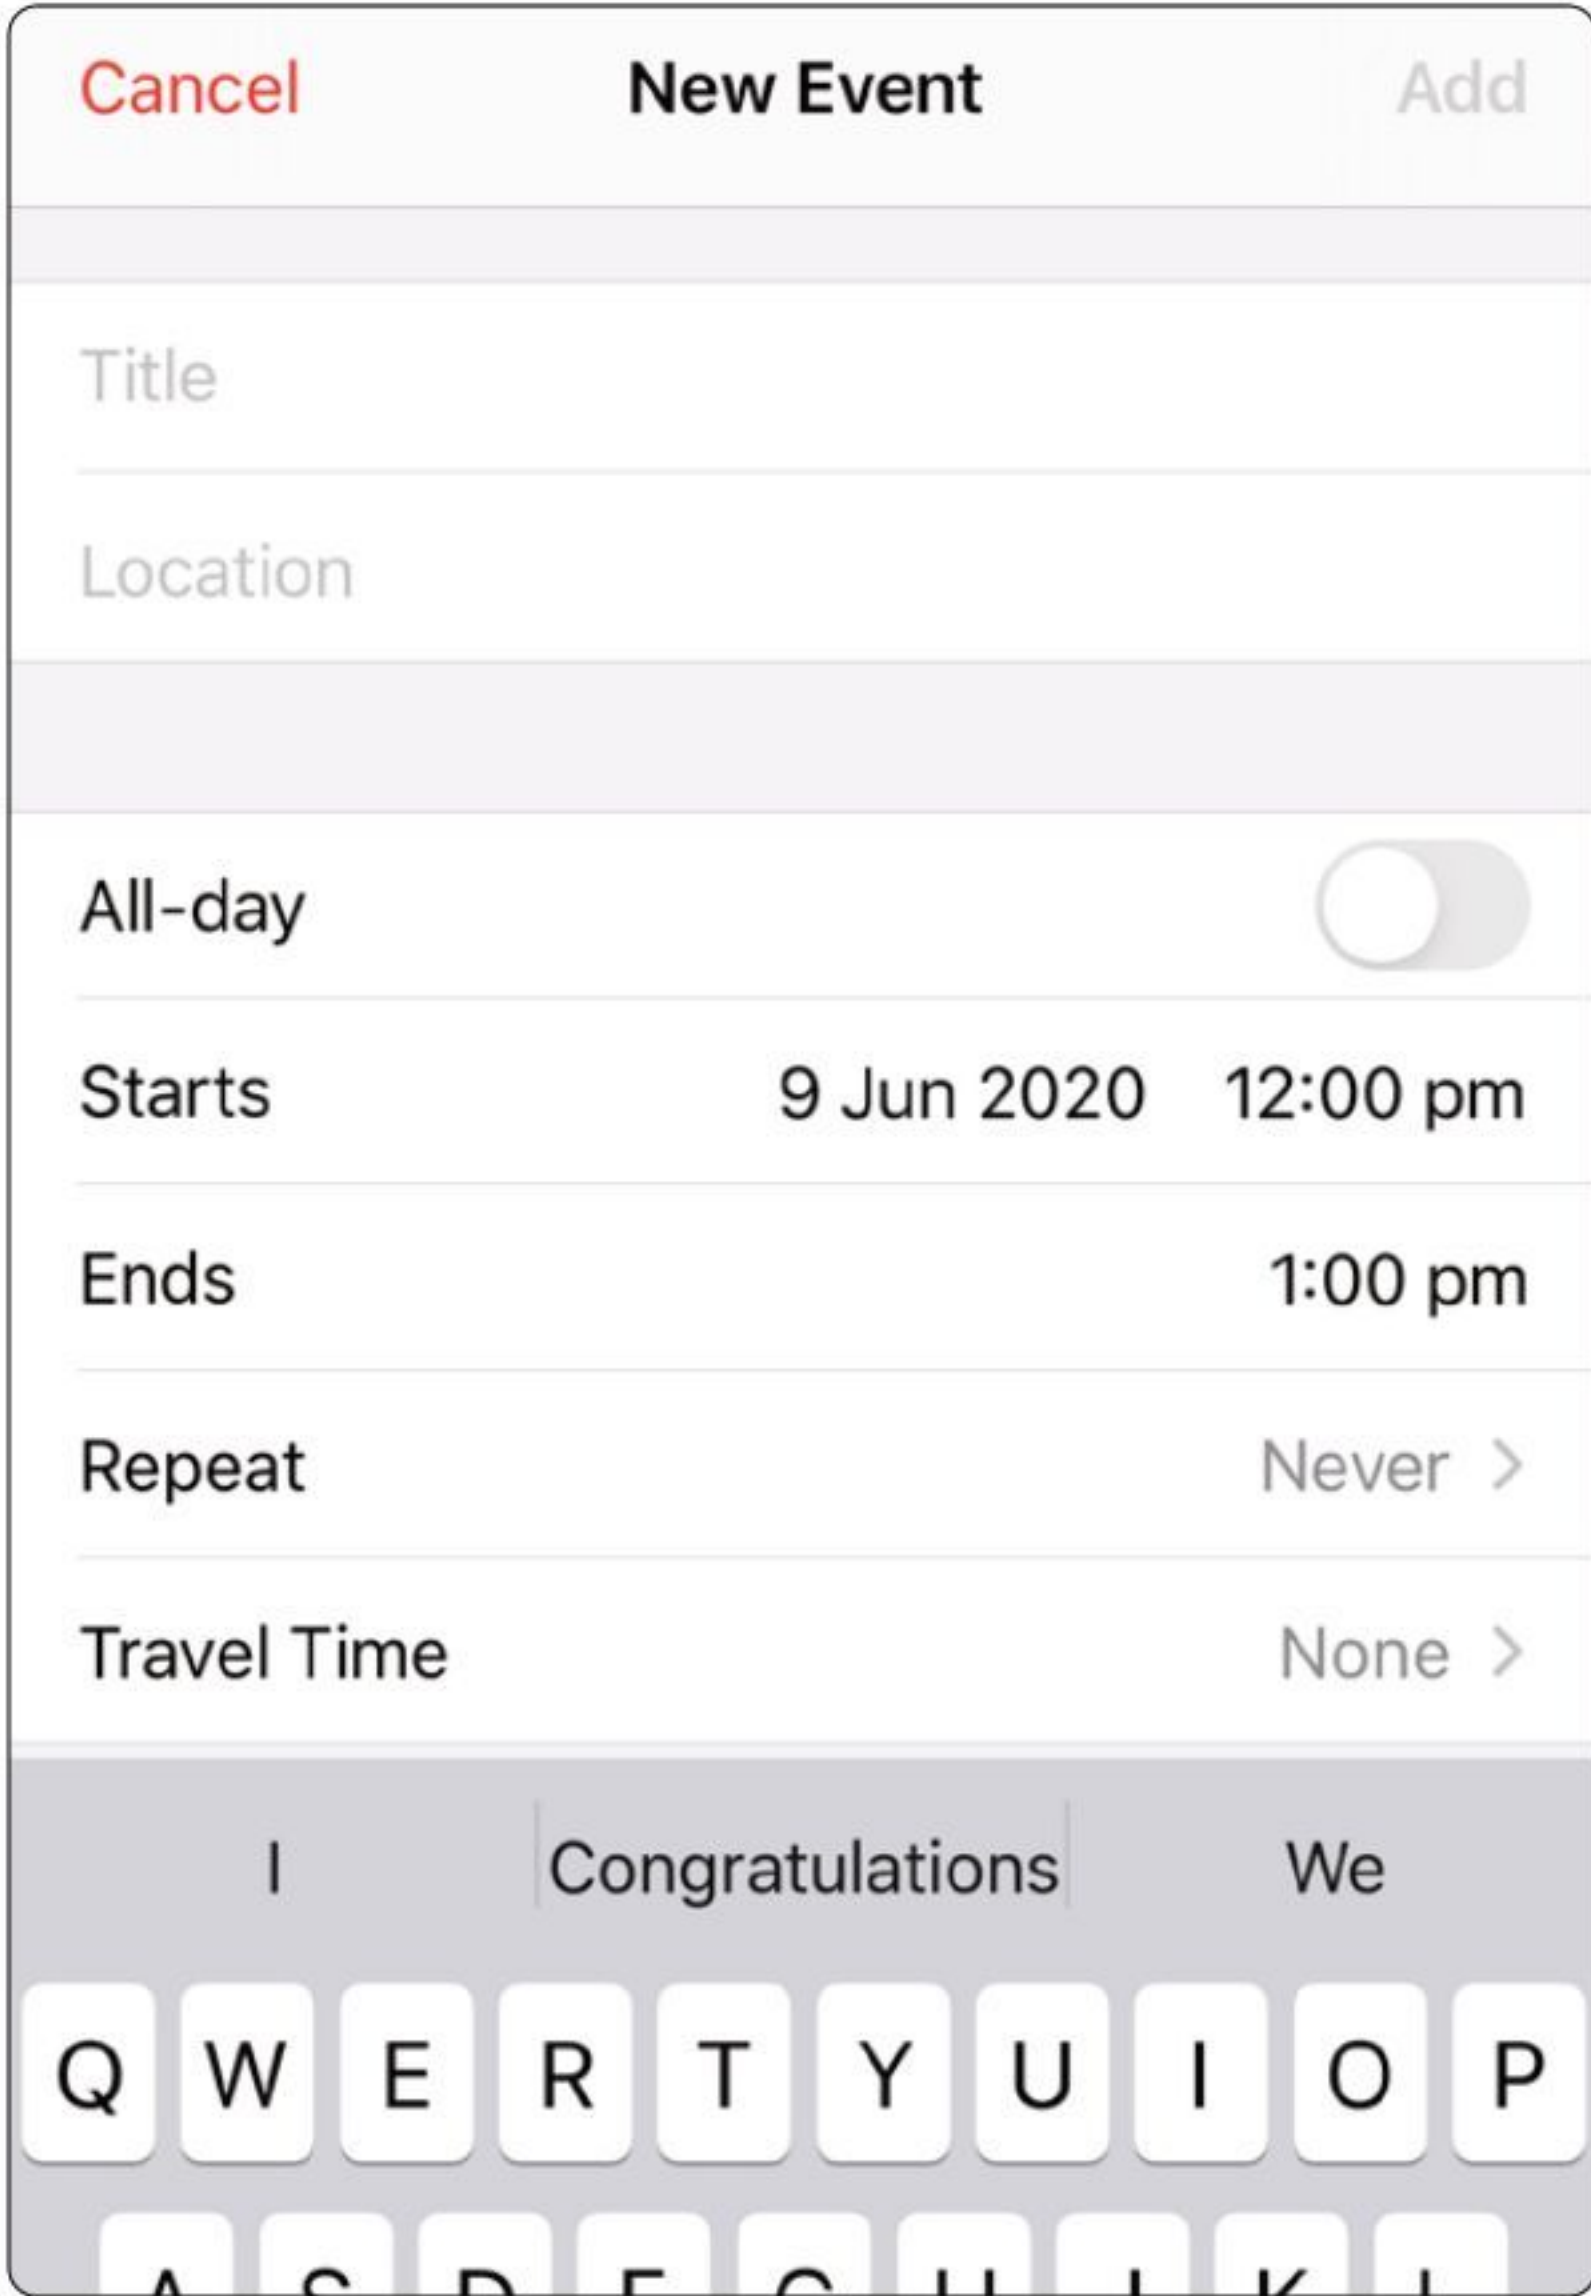 Cancel New Event Add
Title
Location
All-day
Starts 9 Jun 2020 12:00 pm
Ends 1:00 pm
Repeat Never >
Travel Time None >
I Congratulations We
Q W E R T Y U I O P
A S D F G H J K L